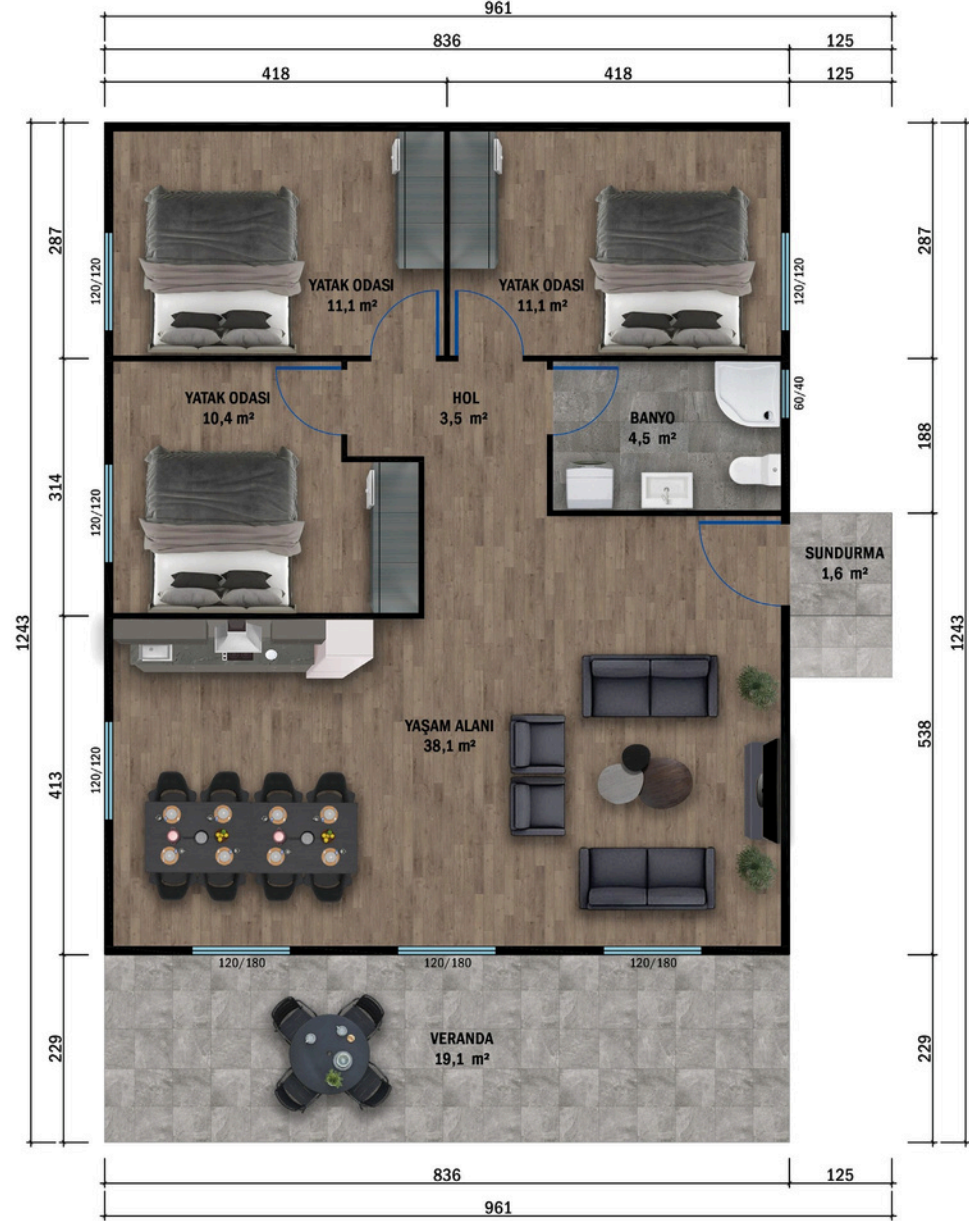 961
836
125
418
418
125
287
120/120
YATAK ODASI
11,1 m²
YATAK ODASI
11,1 m²
120/120
287
YATAK ODASI
10,4 m²
HOL
3,5 m²
BANYO
4,5 m²
60/40
188
314
120/120
SUNDURMA
1,6 m²
1243
1243
YAŞAM ALANI
38,1 m²
538
413
120/120
120/180
120/180
120/180
229
VERANDA
19,1 m²
229
836
125
961